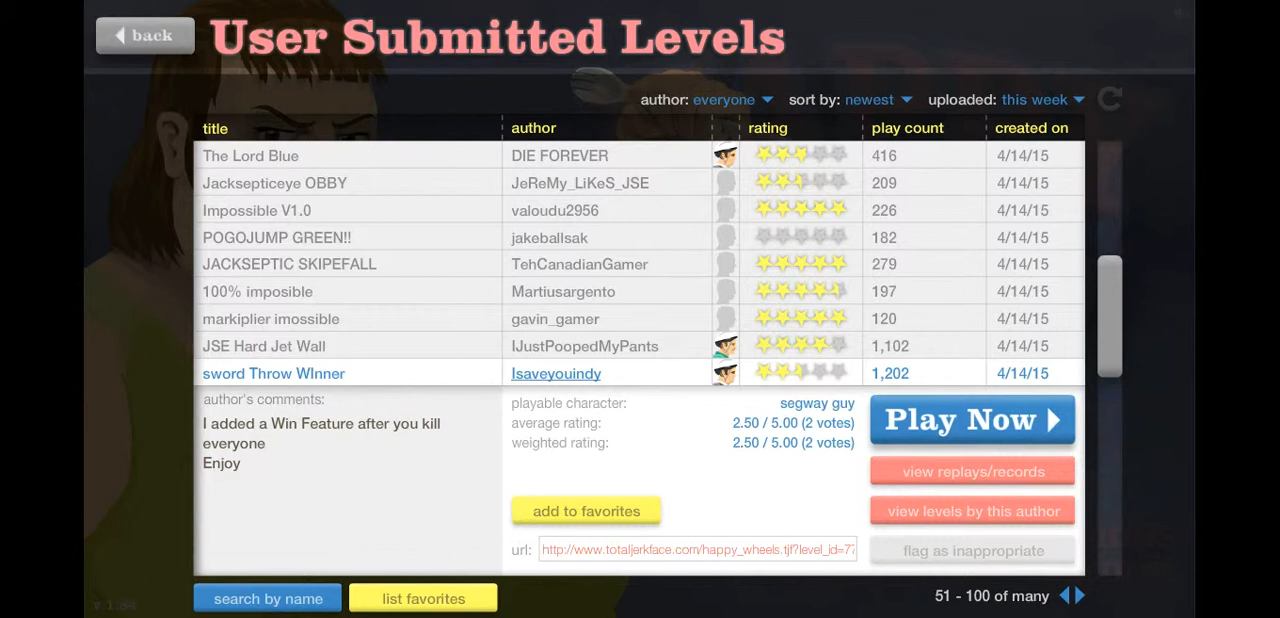 back
User Submitted Levels
author: everyone sort by: newest uploaded: this week
title author rating play count created on
The Lord Blue DIE FOREVER 416 4/14/15
Jacksepticeye OBBY JeReMy_LiKeS_JSE 209 4/14/15
Impossible V1.0 valoudu2956 226 4/14/15
POGOJUMP GREEN!! jakeballsak 182 4/14/15
JACKSEPTIC SKIPEFALL TehCanadianGamer 279 4/14/15
100% imposible Martiusargento 197 4/14/15
markiplier imossible gavin_gamer 120 4/14/15
JSE Hard Jet Wall IJustPoopedMyPants 1,102 4/14/15
sword Throw WInner Isaveyouindy 1,202 4/14/15
author's comments:
I added a Win Feature after you kill
everyone
Enjoy
playable character: segway guy
average rating: 2.50 / 5.00 (2 votes)
weighted rating: 2.50 / 5.00 (2 votes)
add to favorites
url: http://www.totaljerkface.com/happy_wheels.tjf?level_id=77
Play Now
view replays/records
view levels by this author
flag as inappropriate
search by name list favorites 51 - 100 of many
v 1.84